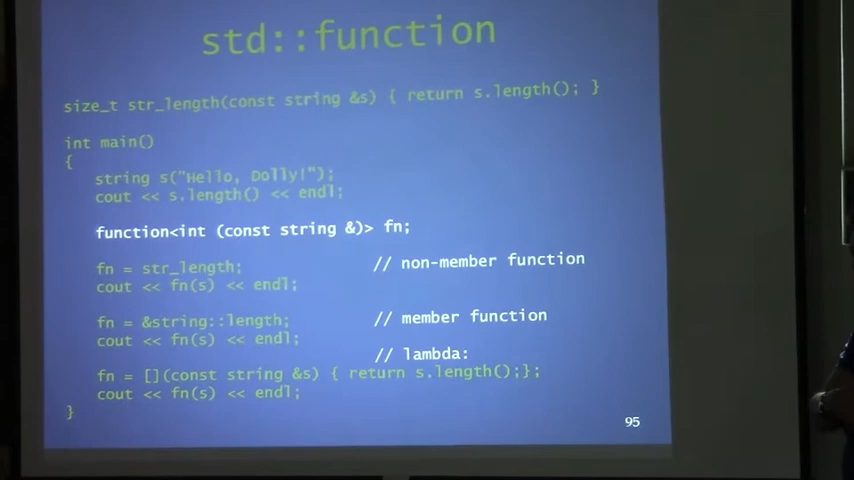 std::function
size_t str_length(const string &s) { return s.length(); }
int main()
{
string s("Hello, Dolly!");
cout << s.length() << endl;
function<int (const string &)> fn;
fn = str_length; // non-member function
cout << fn(s) << endl;
fn = &string::length; // member function
cout << fn(s) << endl;
// lambda:
fn = [](const string &s) { return s.length();};
cout << fn(s) << endl;
}
95